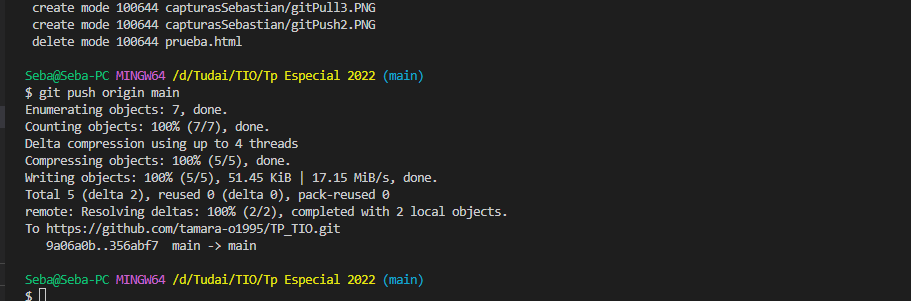 create mode 100644 capturasSebastian/gitPull3.PNG
create mode 100644 capturasSebastian/gitPush2.PNG
delete mode 100644 prueba.html
Seba@Seba-PC MINGW64 /d/Tudai/TIO/Tp Especial 2022 (main)
$ git push origin main
Enumerating objects: 7, done.
Counting objects: 100% (7/7), done.
Delta compression using up to 4 threads
Compressing objects: 100% (5/5), done.
Writing objects: 100% (5/5), 51.45 KiB | 17.15 MiB/s, done.
Total 5 (delta 2), reused 0 (delta 0), pack-reused 0
remote: Resolving deltas: 100% (2/2), completed with 2 local objects.
To https://github.com/tamara-o1995/TP_TIO.git
9a06a0b..356abf7  main -> main
Seba@Seba-PC MINGW64 /d/Tudai/TIO/Tp Especial 2022 (main)
$